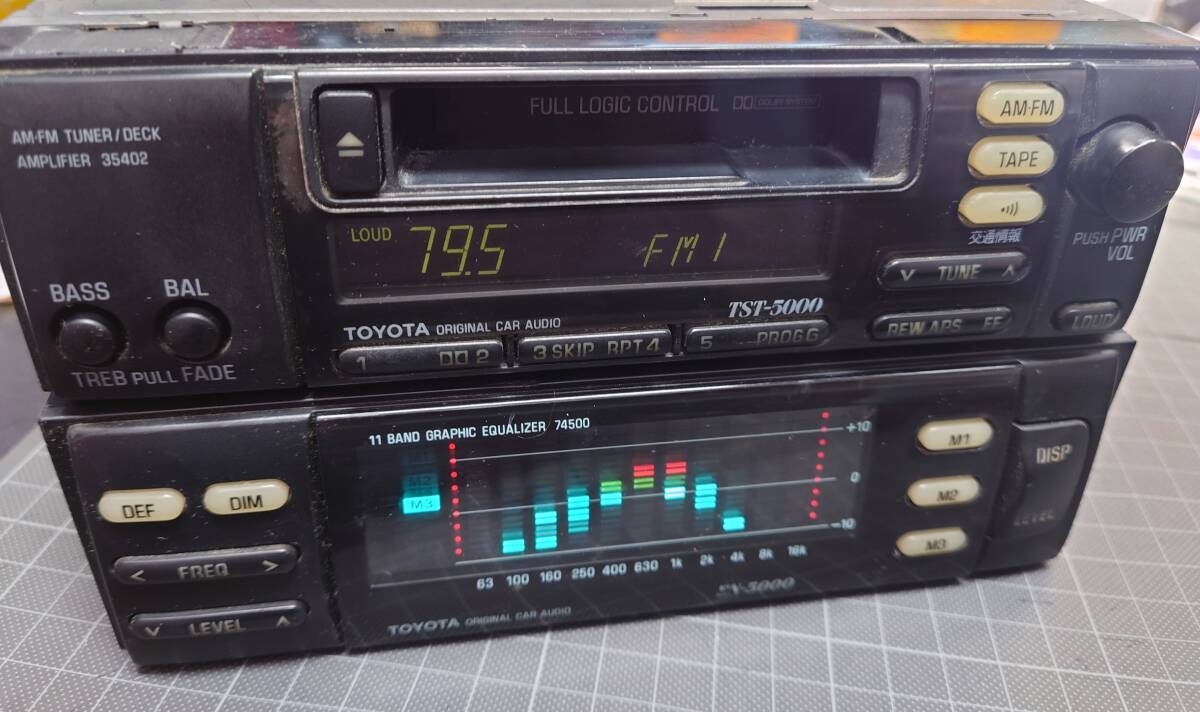 FULL LOGIC CONTROL DOLBY SYSTEM
AM·FM TUNER/DECK
AMPLIFIER 35402
AM·FM
TAPE
交通情報
PUSH PWR
VOL
LOUD 79.5 FM1
∨ TUNE ∧
BASS BAL
TREB PULL FADE
TOYOTA ORIGINAL CAR AUDIO
TST-5000
1 2 3 SKIP RPT 4 5 PROG 6
REW APS FF
LOUD
11 BAND GRAPHIC EQUALIZER 74500
+10
0
-10
M2
M3
63 100 160 250 400 630 1k 2k 4k 8k 16k
DEF DIM
< FREQ >
∨ LEVEL ∧
TOYOTA ORIGINAL CAR AUDIO
M1
M2
M3
DISP
LEVEL